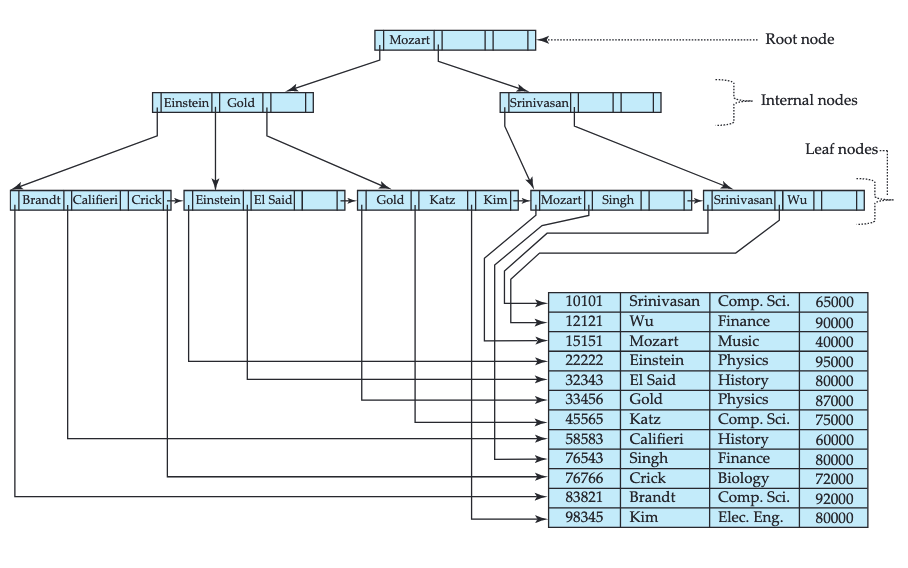 Mozart
Root node
Einstein Gold
Srinivasan
Internal nodes
Leaf nodes
Brandt Califieri Crick
Einstein El Said
Gold Katz Kim
Mozart Singh
Srinivasan Wu
10101 Srinivasan Comp. Sci. 65000
12121 Wu Finance 90000
15151 Mozart Music 40000
22222 Einstein Physics 95000
32343 El Said History 80000
33456 Gold Physics 87000
45565 Katz Comp. Sci. 75000
58583 Califieri History 60000
76543 Singh Finance 80000
76766 Crick Biology 72000
83821 Brandt Comp. Sci. 92000
98345 Kim Elec. Eng. 80000